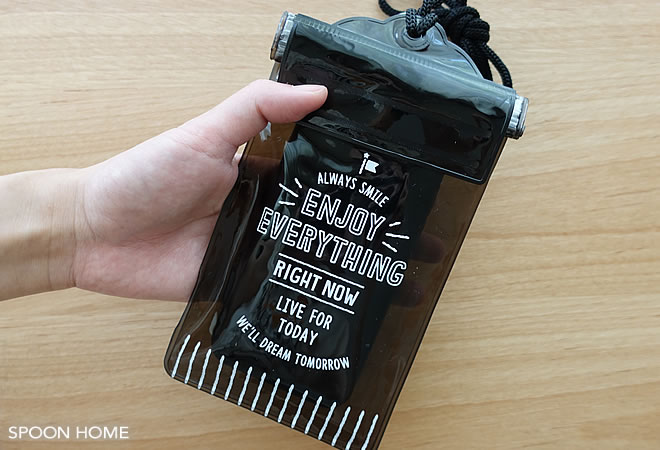 ALWAYS SMILE
ENJOY
EVERYTHING
RIGHT NOW
LIVE FOR
TODAY
WE'LL DREAM TOMORROW
SPOON HOME